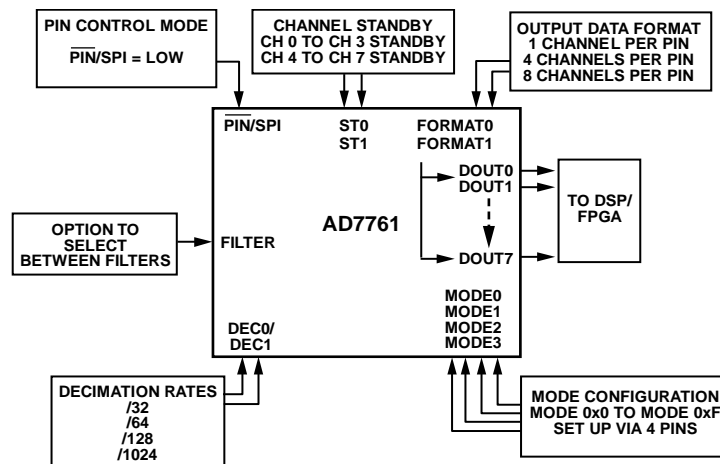 PIN CONTROL MODE
PIN/SPI = LOW
CHANNEL STANDBY
CH 0 TO CH 3 STANDBY
CH 4 TO CH 7 STANDBY
OUTPUT DATA FORMAT
1 CHANNEL PER PIN
4 CHANNELS PER PIN
8 CHANNELS PER PIN
PIN/SPI
ST0
ST1
FORMAT0
FORMAT1
DOUT0
DOUT1
TO DSP/
FPGA
AD7761
OPTION TO
SELECT
BETWEEN FILTERS
FILTER
DOUT7
MODE0
MODE1
MODE2
MODE3
DEC0/
DEC1
DECIMATION RATES
/32
/64
/128
/1024
MODE CONFIGURATION
MODE 0x0 TO MODE 0xF
SET UP VIA 4 PINS